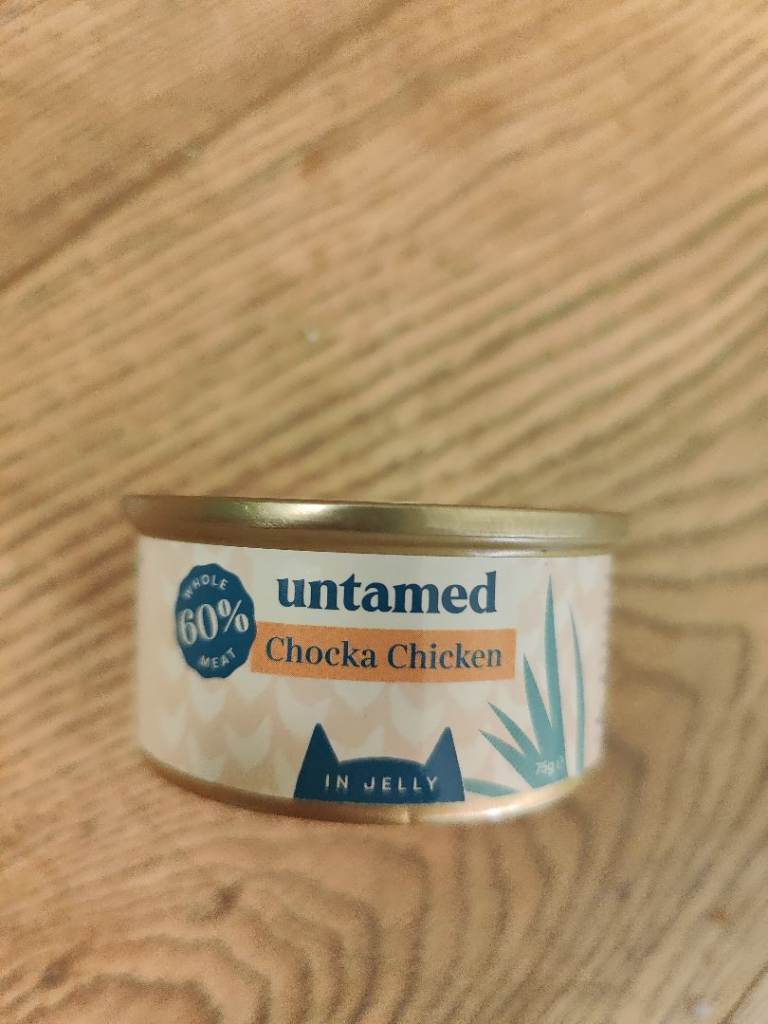 WHOLE
60%
MEAT
untamed
Chocka Chicken
IN JELLY
75g e